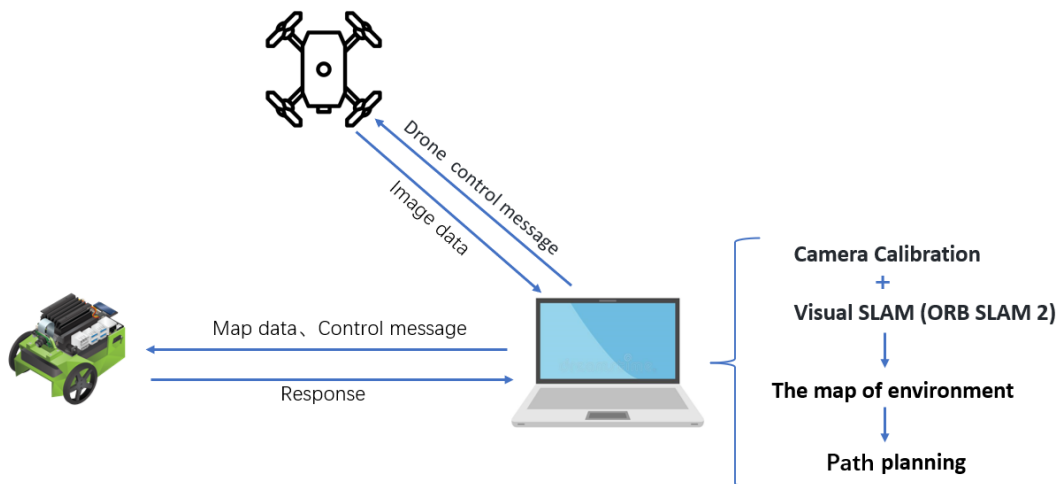 Drone control message
Image data
Map data、Control message
Response
Camera Calibration
+
Visual SLAM (ORB SLAM 2)
The map of environment
Path planning